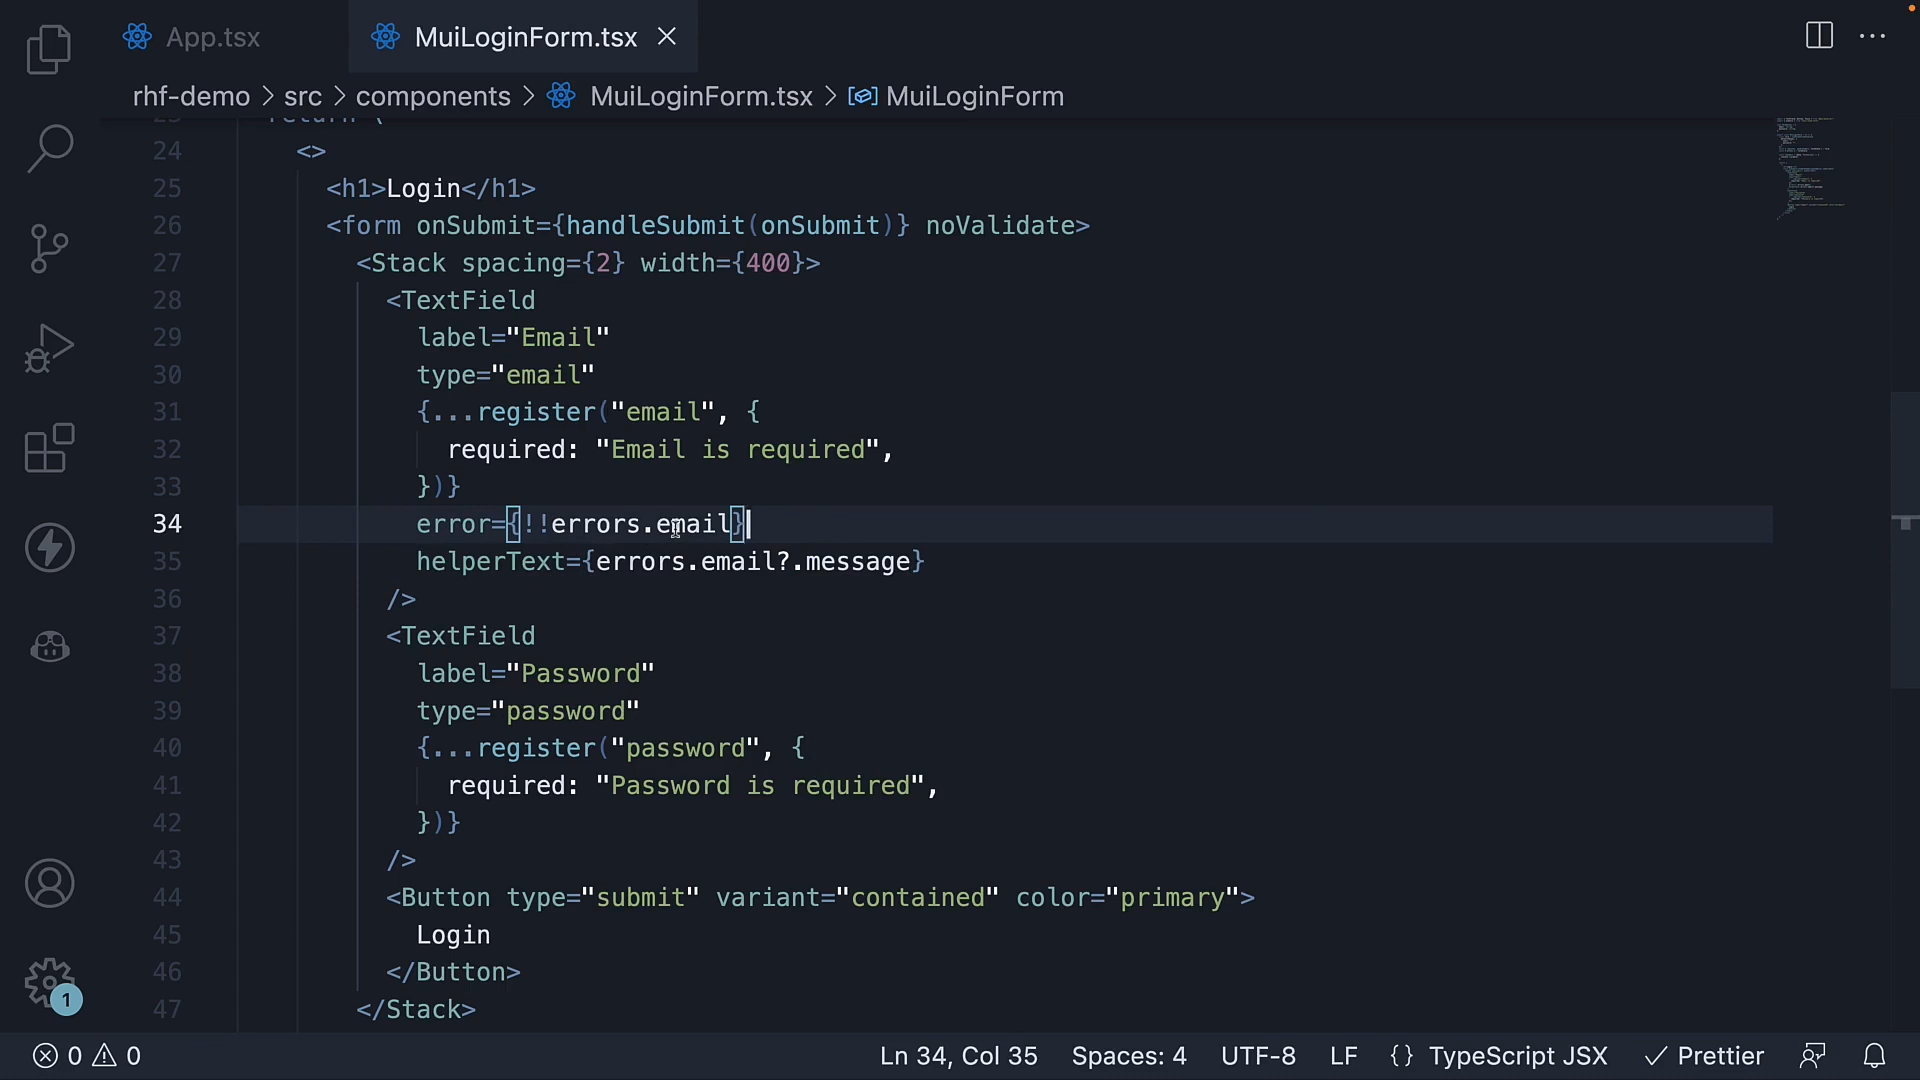 App.tsx
MuiLoginForm.tsx
rhf-demo > src > components > MuiLoginForm.tsx > MuiLoginForm
23 return (
24 <>
25 <h1>Login</h1>
26 <form onSubmit={handleSubmit(onSubmit)} noValidate>
27 <Stack spacing={2} width={400}>
28 <TextField
29 label="Email"
30 type="email"
31 {...register("email", {
32 required: "Email is required",
33 })}
34 error={!!errors.email}
35 helperText={errors.email?.message}
36 />
37 <TextField
38 label="Password"
39 type="password"
40 {...register("password", {
41 required: "Password is required",
42 })}
43 />
44 <Button type="submit" variant="contained" color="primary">
45 Login
46 </Button>
47 </Stack>
1
0 0 Ln 34, Col 35 Spaces: 4 UTF-8 LF {} TypeScript JSX Prettier